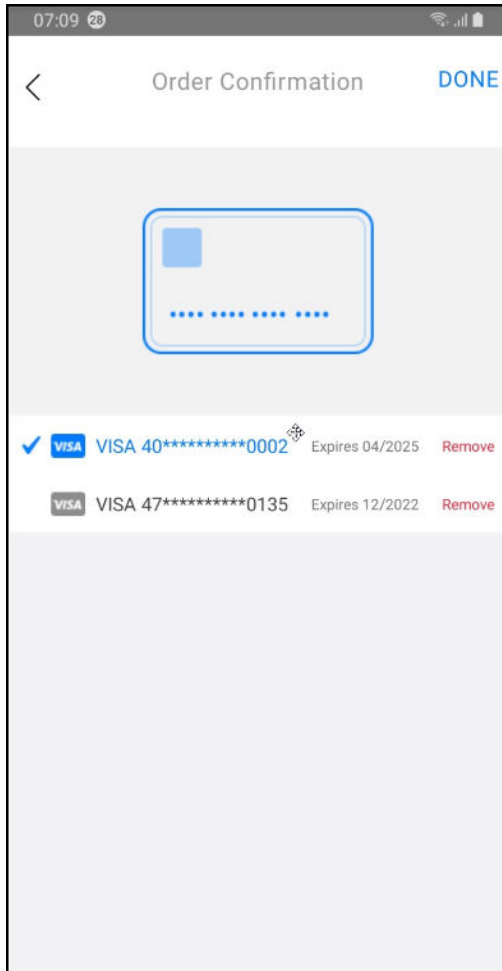 07:09 28
Order Confirmation DONE
VISA VISA 40**********0002 Expires 04/2025 Remove
VISA VISA 47**********0135 Expires 12/2022 Remove